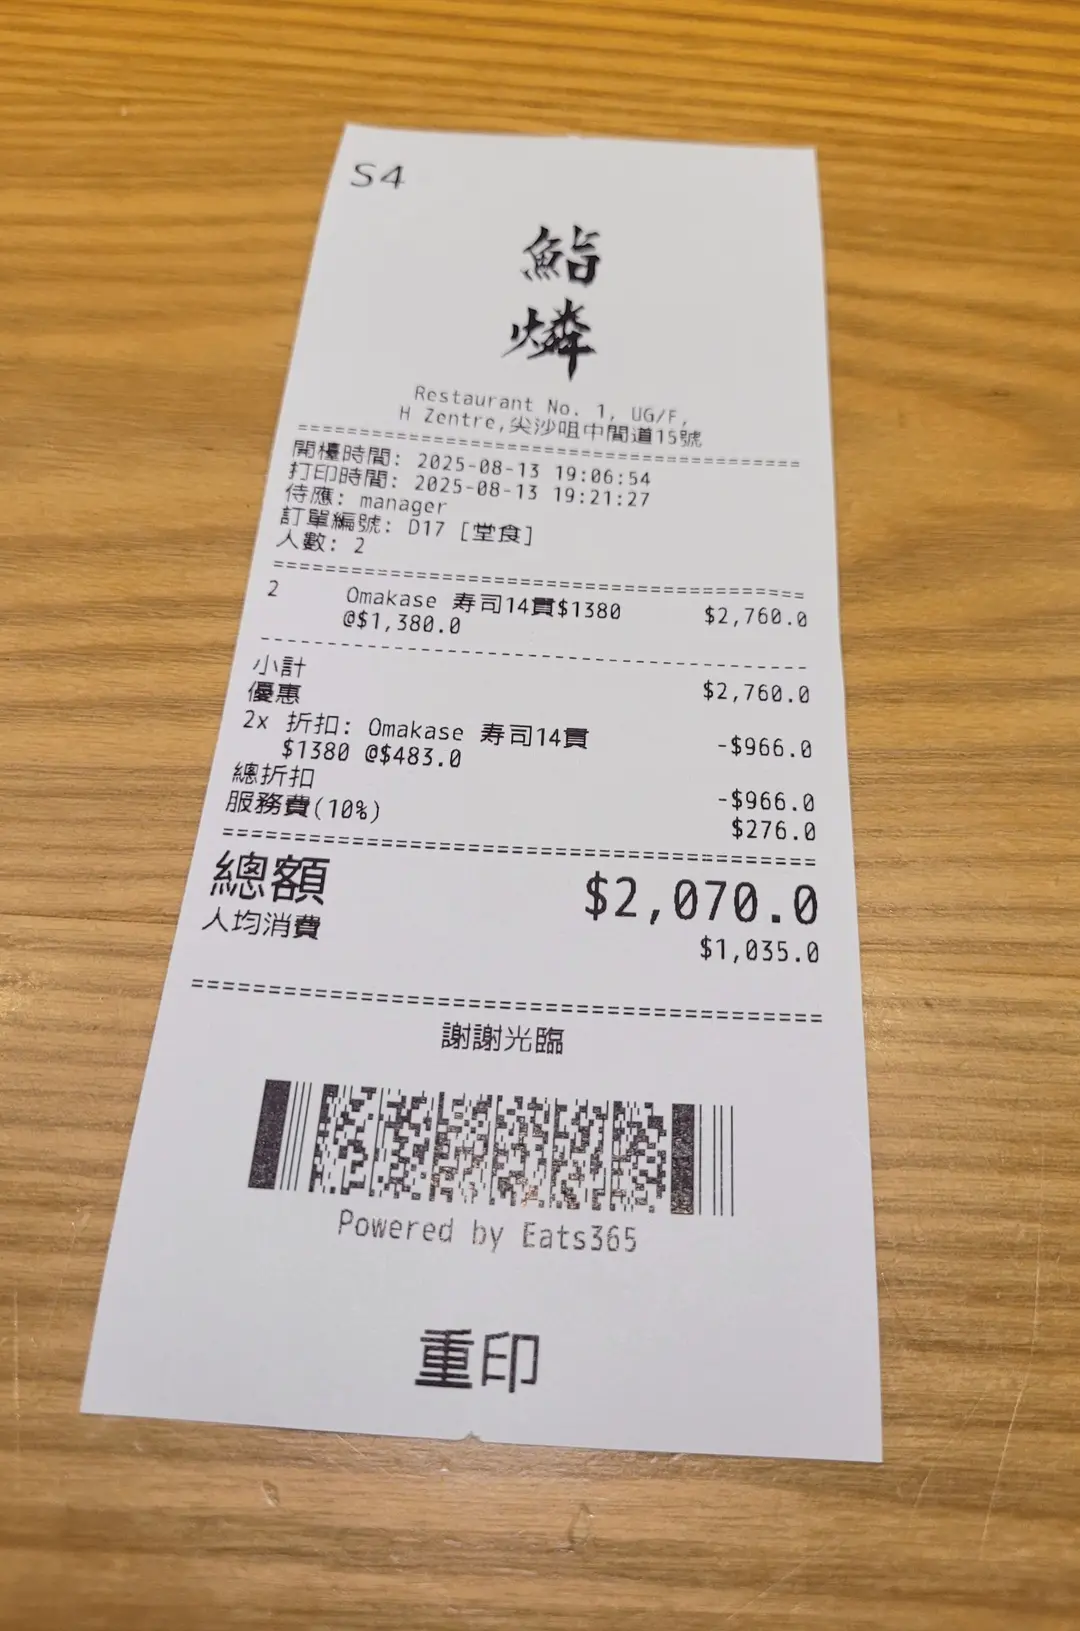 S4
鮨
燐
Restaurant No. 1, UG/F,
H Zentre,尖沙咀中間道15號
開檯時間: 2025-08-13 19:06:54
打印時間: 2025-08-13 19:21:27
侍應: manager
訂單編號: D17 [堂食]
人數: 2
2 Omakase 寿司14貫$1380 $2,760.0
@$1,380.0
小計 $2,760.0
優惠
2x 折扣: Omakase 寿司14貫 -$966.0
$1380 @$483.0
總折扣 -$966.0
服務費(10%) $276.0
總額 $2,070.0
人均消費 $1,035.0
謝謝光臨
Powered by Eats365
重印